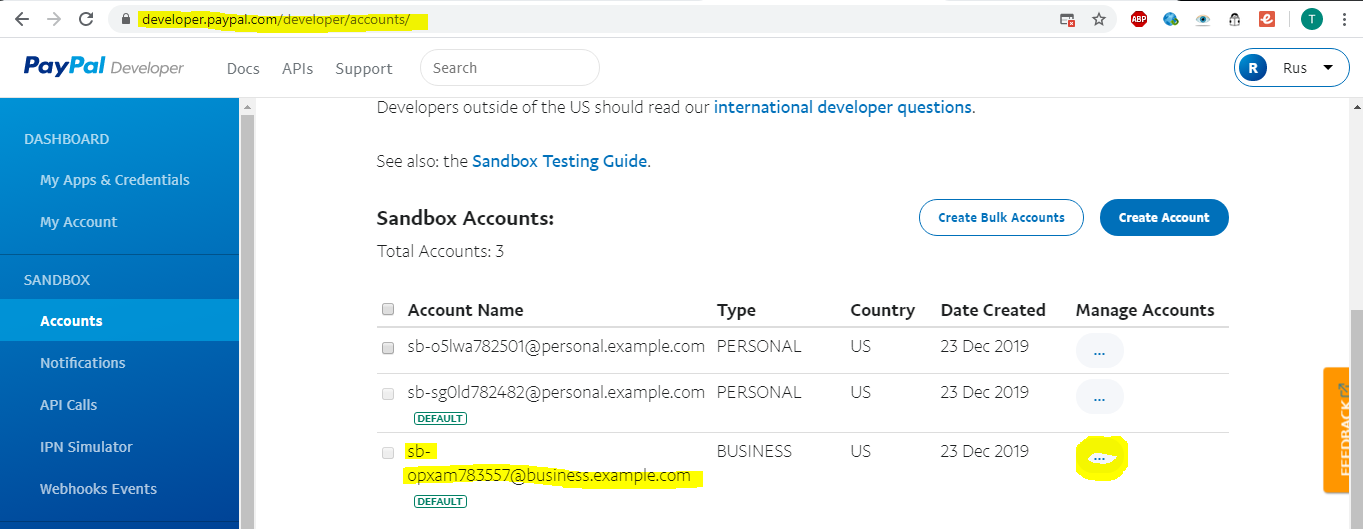 developer.paypal.com/developer/accounts/
ABP
T
PayPal Developer
Docs APIs Support
Search
R Rus
DASHBOARD
My Apps & Credentials
My Account
SANDBOX
Accounts
Notifications
API Calls
IPN Simulator
Webhooks Events
Developers outside of the US should read our international developer questions.
See also: the Sandbox Testing Guide.
Sandbox Accounts:
Create Bulk Accounts
Create Account
Total Accounts: 3
Account Name Type Country Date Created Manage Accounts
sb-o5lwa782501@personal.example.com PERSONAL US 23 Dec 2019 ...
sb-sg0ld782482@personal.example.com PERSONAL US 23 Dec 2019 ...
DEFAULT
sb- BUSINESS US 23 Dec 2019 ...
opxam783557@business.example.com
DEFAULT
FEEDBACK